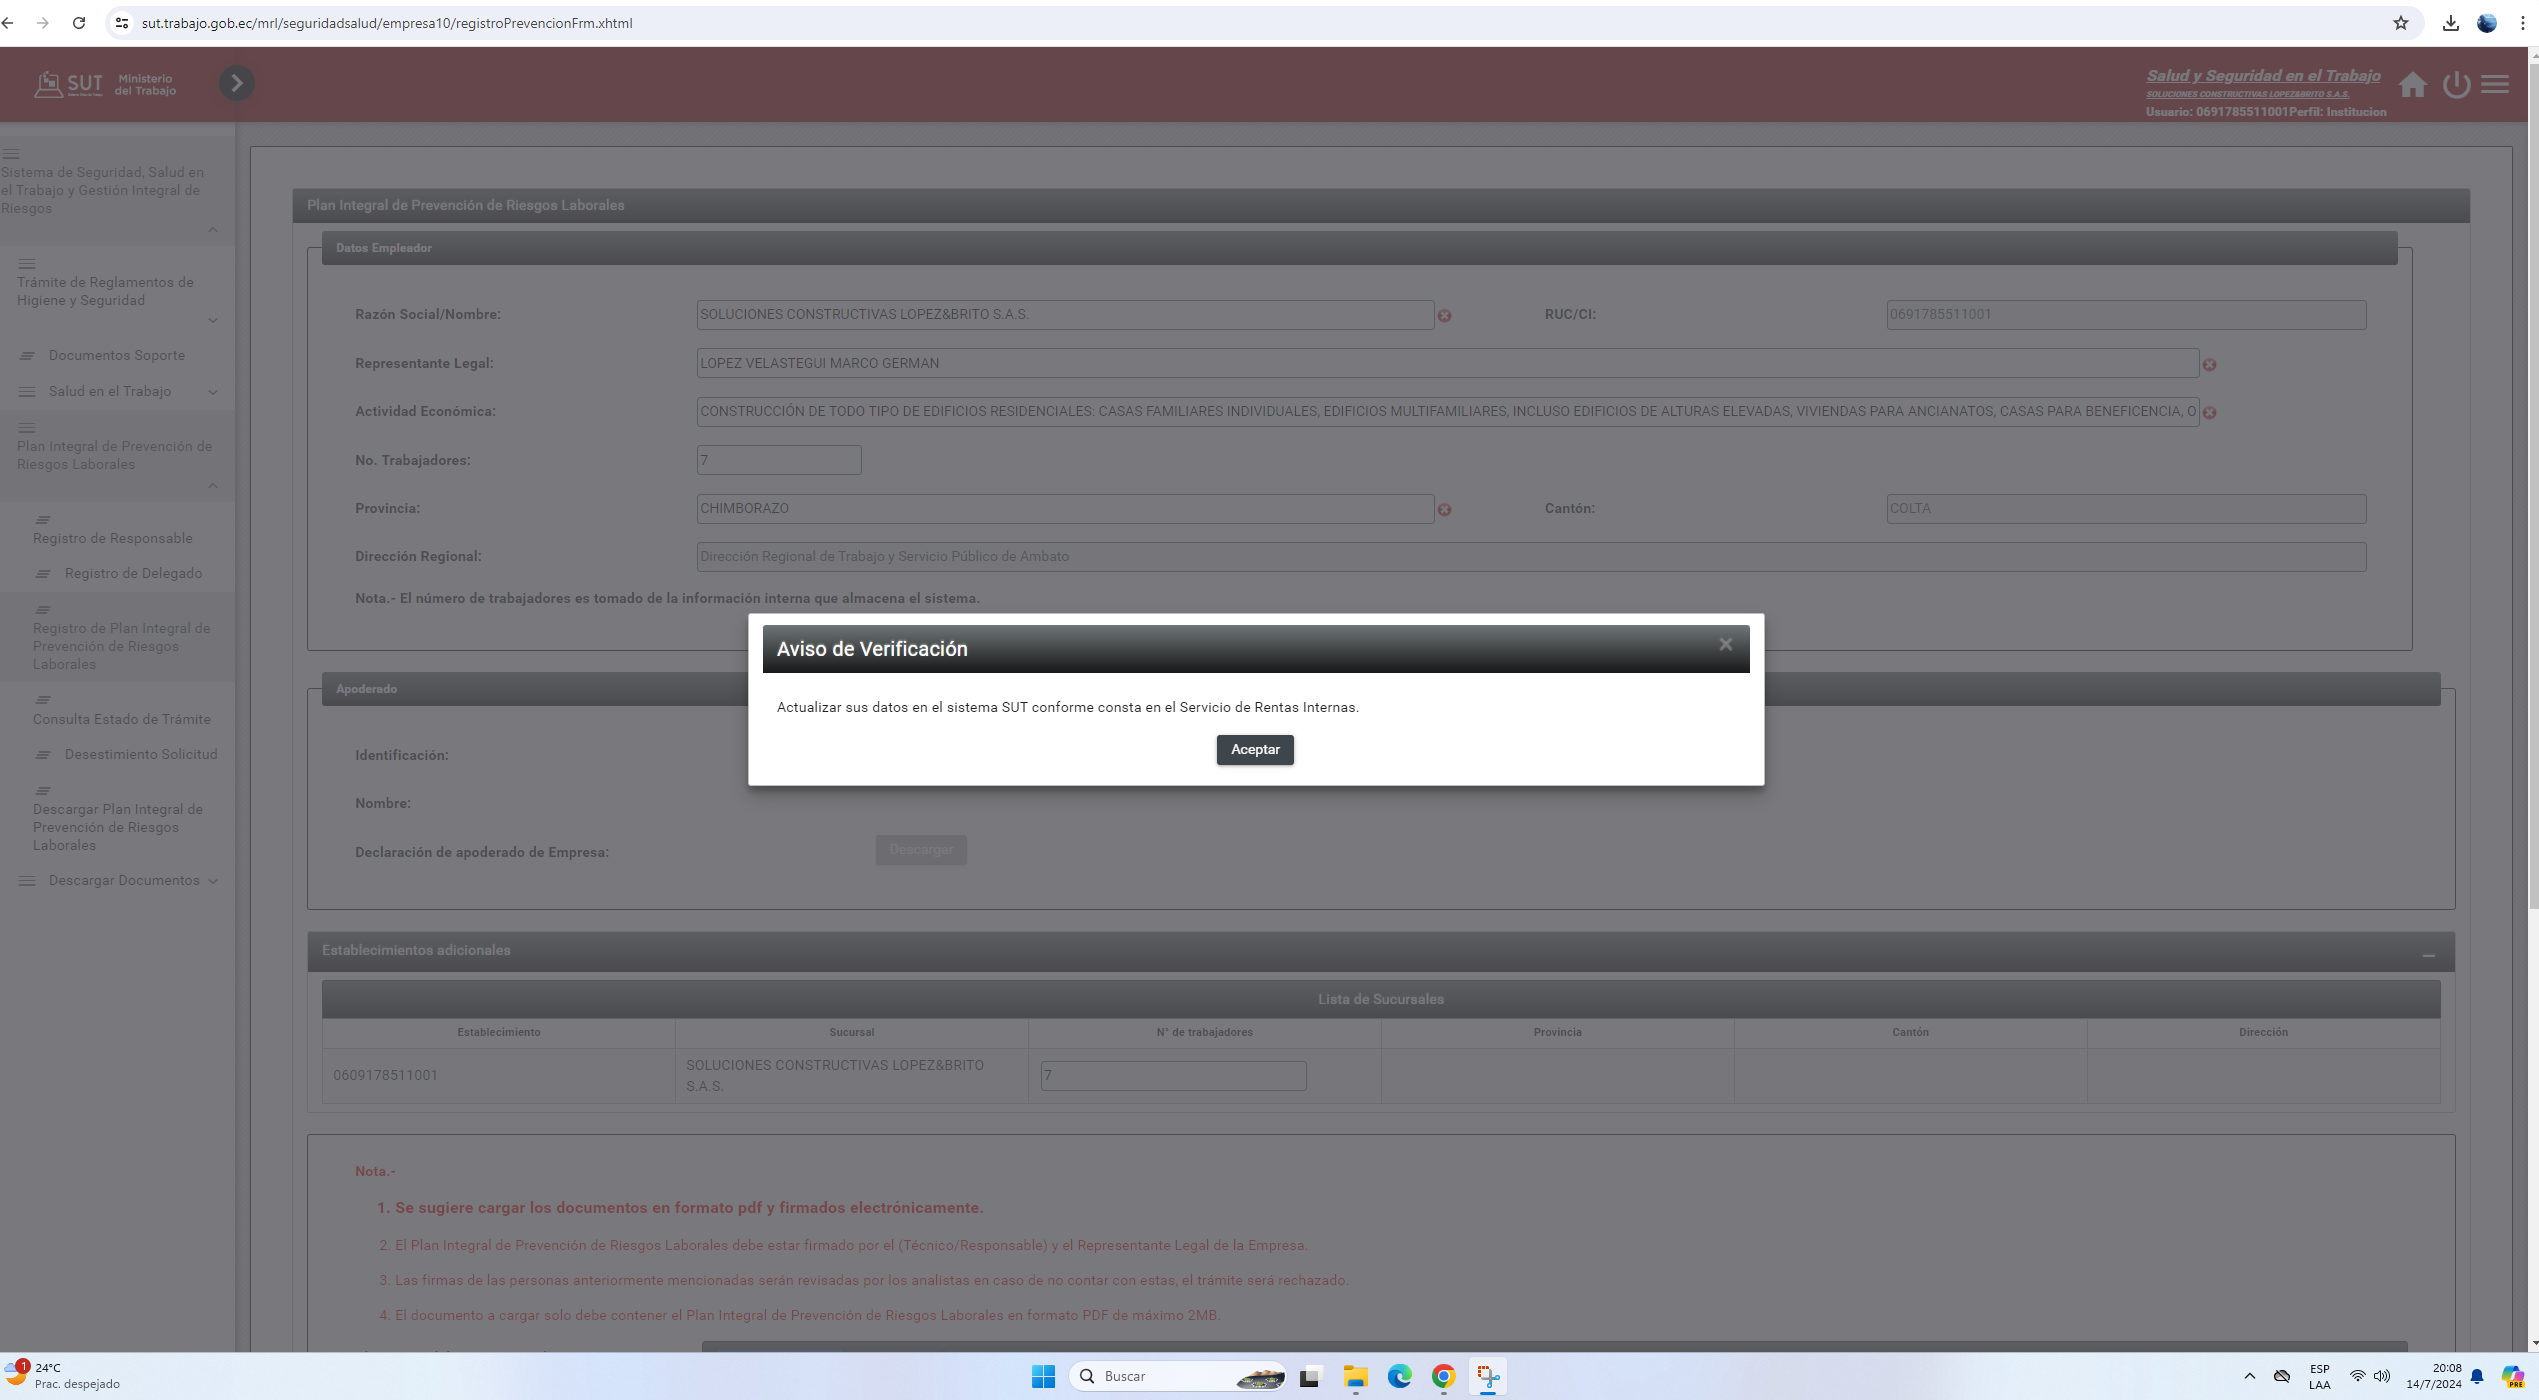 sut.trabajo.gob.ec/mrl/seguridadsalud/empresa10/registroPrevencionFrm.xhtml
SUT
Ministerio
del Trabajo
Salud y Seguridad en el Trabajo
SOLUCIONES CONSTRUCTIVAS LOPEZ&BRITO S.A.S.
Usuario: 0691785511001Perfil: Institucion
Sistema de Seguridad, Salud en
el Trabajo y Gestión Integral de
Riesgos
Trámite de Reglamentos de
Higiene y Seguridad
Documentos Soporte
Salud en el Trabajo
Plan Integral de Prevención de
Riesgos Laborales
Registro de Responsable
Registro de Delegado
Registro de Plan Integral de
Prevención de Riesgos
Laborales
Consulta Estado de Trámite
Desestimiento Solicitud
Descargar Plan Integral de
Prevención de Riesgos
Laborales
Descargar Documentos
Plan Integral de Prevención de Riesgos Laborales
Datos Empleador
Razón Social/Nombre: SOLUCIONES CONSTRUCTIVAS LOPEZ&BRITO S.A.S. RUC/CI: 0691785511001
Representante Legal: LOPEZ VELASTEGUI MARCO GERMAN
Actividad Económica: CONSTRUCCIÓN DE TODO TIPO DE EDIFICIOS RESIDENCIALES: CASAS FAMILIARES INDIVIDUALES, EDIFICIOS MULTIFAMILIARES, INCLUSO EDIFICIOS DE ALTURAS ELEVADAS, VIVIENDAS PARA ANCIANATOS, CASAS PARA BENEFICENCIA, O
No. Trabajadores: 7
Provincia: CHIMBORAZO Cantón: COLTA
Dirección Regional: Dirección Regional de Trabajo y Servicio Público de Ambato
Nota.- El número de trabajadores es tomado de la información interna que almacena el sistema.
Aviso de Verificación
Actualizar sus datos en el sistema SUT conforme consta en el Servicio de Rentas Internas.
Aceptar
Apoderado
Identificación:
Nombre:
Declaración de apoderado de Empresa: Descargar
Establecimientos adicionales
Lista de Sucursales
Establecimiento Sucursal N° de trabajadores Provincia Cantón Dirección
0609178511001 SOLUCIONES CONSTRUCTIVAS LOPEZ&BRITO 7
S.A.S.
Nota.-
1. Se sugiere cargar los documentos en formato pdf y firmados electrónicamente.
2. El Plan Integral de Prevención de Riesgos Laborales debe estar firmado por el (Técnico/Responsable) y el Representante Legal de la Empresa.
3. Las firmas de las personas anteriormente mencionadas serán revisadas por los analistas en caso de no contar con estas, el trámite será rechazado.
4. El documento a cargar solo debe contener el Plan Integral de Prevención de Riesgos Laborales en formato PDF de máximo 2MB.
1
24°C
Prac. despejado
Buscar
ESP
LAA
20:08
14/7/2024
PRE